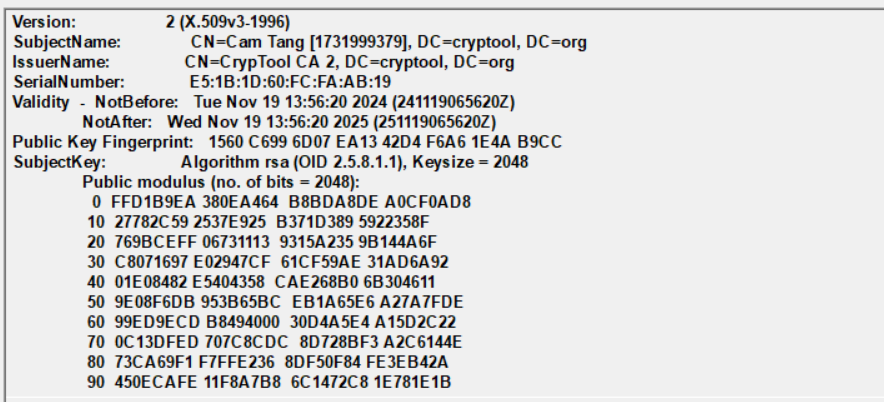 Version: 2 (X.509v3-1996)
SubjectName: CN=Cam Tang [1731999379], DC=cryptool, DC=org
IssuerName: CN=CrypTool CA 2, DC=cryptool, DC=org
SerialNumber: E5:1B:1D:60:FC:FA:AB:19
Validity - NotBefore: Tue Nov 19 13:56:20 2024 (241119065620Z)
NotAfter: Wed Nov 19 13:56:20 2025 (251119065620Z)
Public Key Fingerprint: 1560 C699 6D07 EA13 42D4 F6A6 1E4A B9CC
SubjectKey: Algorithm rsa (OID 2.5.8.1.1), Keysize = 2048
Public modulus (no. of bits = 2048):
0 FFD1B9EA 380EA464 B8BDA8DE A0CF0AD8
10 27782C59 2537E925 B371D389 5922358F
20 769BCEFF 06731113 9315A235 9B144A6F
30 C8071697 E02947CF 61CF59AE 31AD6A92
40 01E08482 E5404358 CAE268B0 6B304611
50 9E08F6DB 953B65BC EB1A65E6 A27A7FDE
60 99ED9ECD B8494000 30D4A5E4 A15D2C22
70 0C13DFED 707C8CDC 8D728BF3 A2C6144E
80 73CA69F1 F7FFE236 8DF50F84 FE3EB42A
90 450ECAFE 11F8A7B8 6C1472C8 1E781E1B